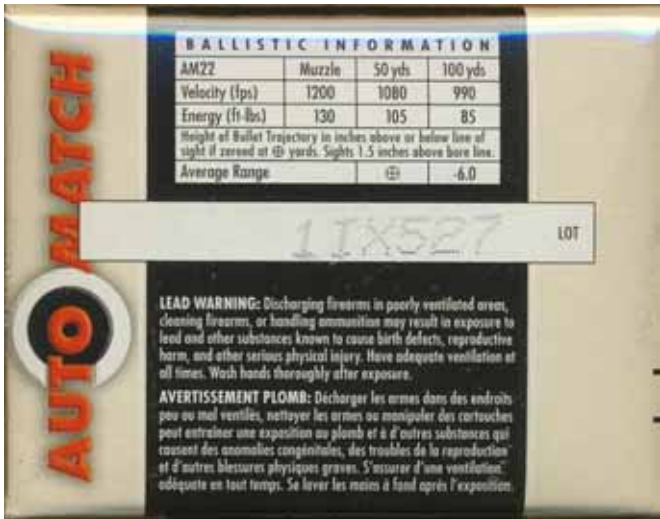 AUTO MATCH
BALLISTIC INFORMATION
AM22 Muzzle 50 yds 100 yds
Velocity (fps) 1200 1080 990
Energy (ft-lbs) 130 105 85
Height of Bullet Trajectory in inches above or below line of
sight if zeroed at ⊕ yards. Sights 1.5 inches above bore line.
Average Range ⊕ -6.0
1IX527 LOT
LEAD WARNING: Discharging firearms in poorly ventilated areas,
cleaning firearms, or handling ammunition may result in exposure to
lead and other substances known to cause birth defects, reproductive
harm, and other serious physical injury. Have adequate ventilation at
all times. Wash hands thoroughly after exposure.
AVERTISSEMENT PLOMB: Décharger les armes dans des endroits
peu ou mal ventilés, nettoyer les armes ou manipuler des cartouches
peut entraîner une exposition au plomb et à d'autres substances qui
causent des anomalies congénitales, des troubles de la reproduction
et d'autres blessures physiques graves. S'assurer d'une ventilation
adéquate en tout temps. Se laver les mains à fond après l'exposition.